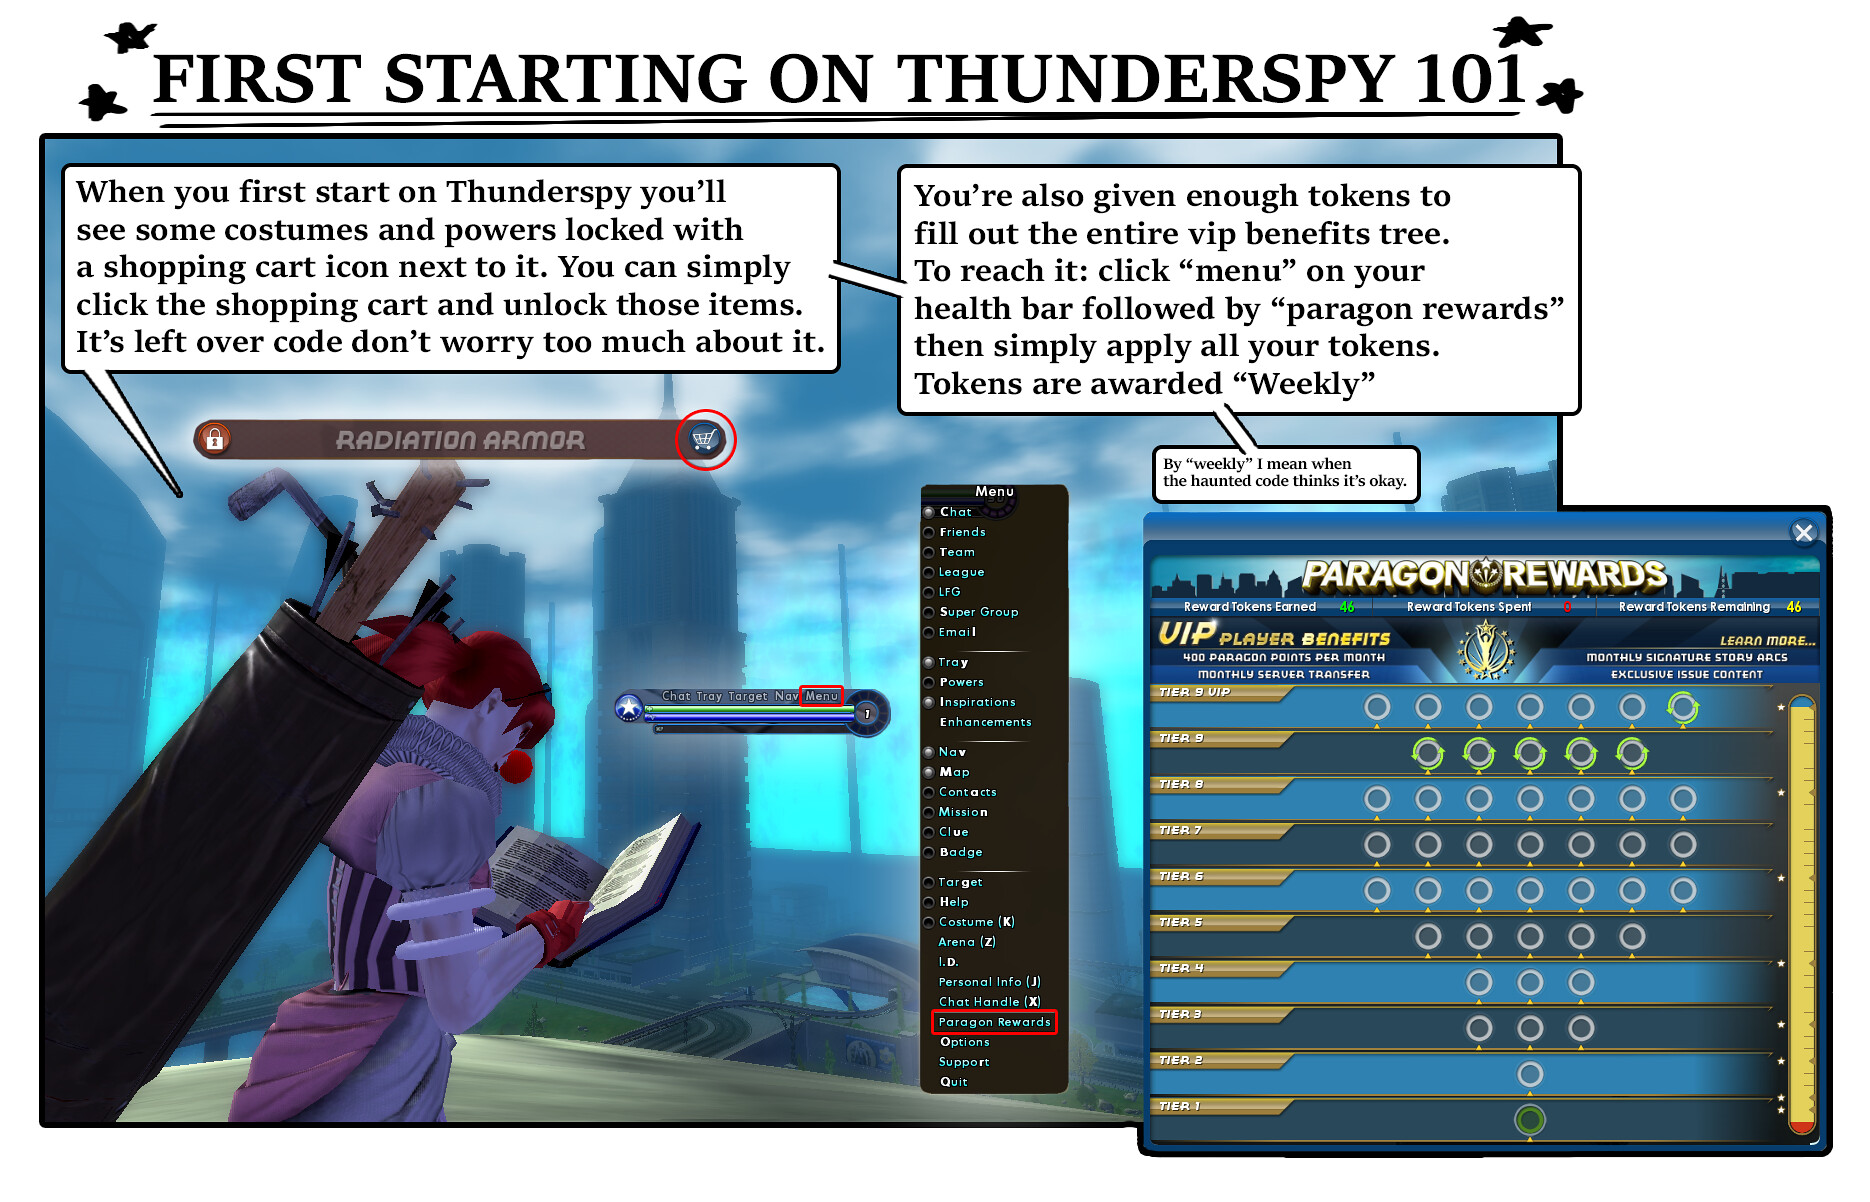 FIRST STARTING ON THUNDERSPY 101
When you first start on Thunderspy you’ll
see some costumes and powers locked with
a shopping cart icon next to it. You can simply
click the shopping cart and unlock those items.
It’s left over code don’t worry too much about it.
You’re also given enough tokens to
fill out the entire vip benefits tree.
To reach it: click “menu” on your
health bar followed by “paragon rewards”
then simply apply all your tokens.
Tokens are awarded “Weekly”
By “weekly” I mean when
the haunted code thinks it’s okay.
RADIATION ARMOR
Chat Tray Target Nav Menu
1
Menu
Chat
Friends
Team
League
LFG
Super Group
Email
Tray
Powers
Inspirations
Enhancements
Nav
Map
Contacts
Mission
Clue
Badge
Target
Help
Costume (K)
Arena (Z)
I.D.
Personal Info (J)
Chat Handle (X)
Paragon Rewards
Options
Support
Quit
PARAGON REWARDS
Reward Tokens Earned 46 Reward Tokens Spent 0 Reward Tokens Remaining 46
VIP PLAYER BENEFITS
LEARN MORE...
400 PARAGON POINTS PER MONTH
MONTHLY SIGNATURE STORY ARCS
MONTHLY SERVER TRANSFER
EXCLUSIVE ISSUE CONTENT
TIER 9 VIP
TIER 9
TIER 8
TIER 7
TIER 6
TIER 5
TIER 4
TIER 3
TIER 2
TIER 1